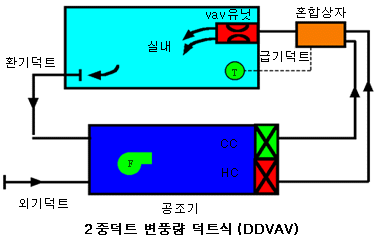 vav유닛
혼합상자
실내
급기덕트
T
환기덕트
CC
HC
F
외기덕트
공조기
2중덕트 변풍량 덕트식 (DDVAV)